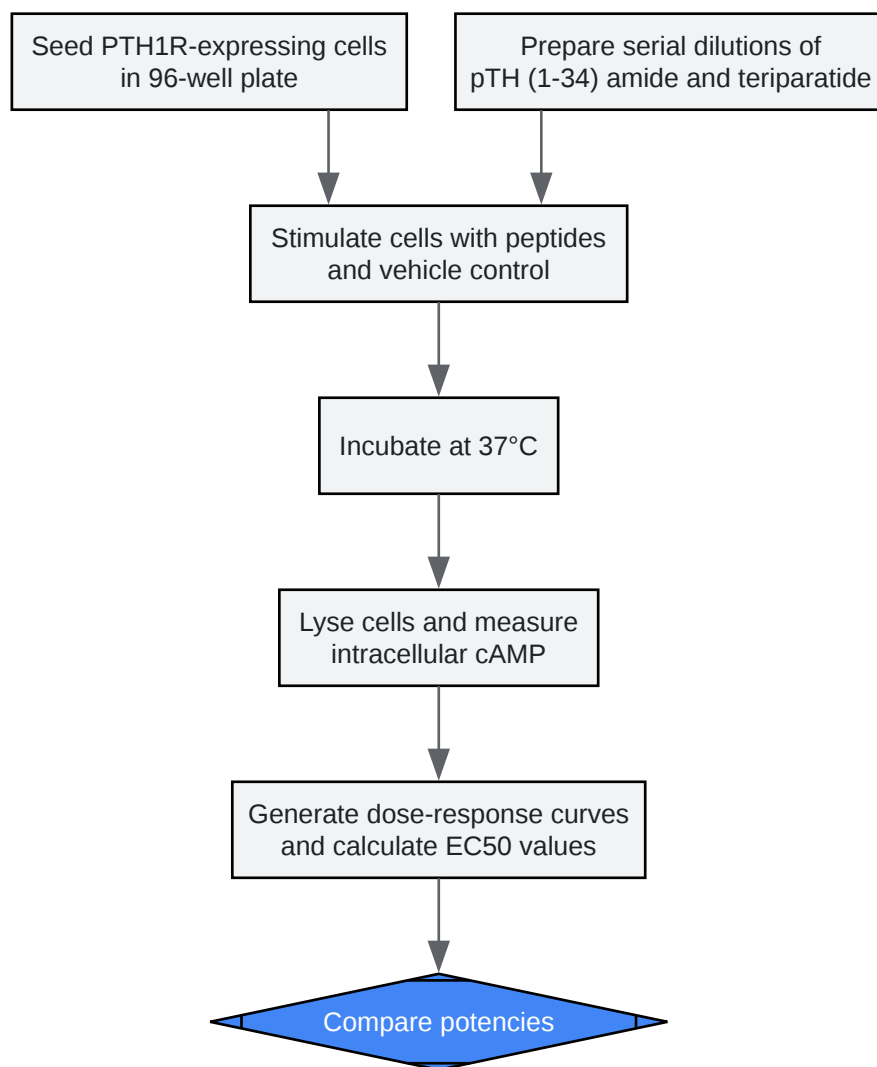 Seed PTH1R-expressing cells
in 96-well plate
Prepare serial dilutions of
pTH (1-34) amide and teriparatide
Stimulate cells with peptides
and vehicle control
Incubate at 37°C
Lyse cells and measure
intracellular cAMP
Generate dose-response curves
and calculate EC50 values
Compare potencies